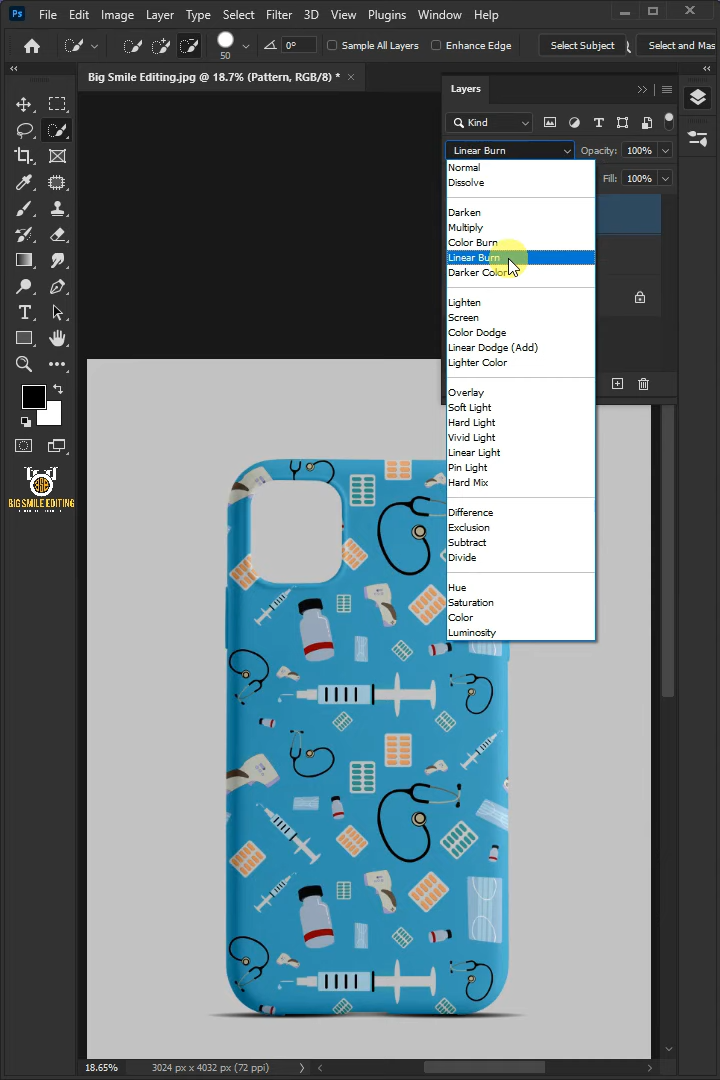 Ps File Edit Image Layer Type Select Filter 3D View Plugins Window Help
50 0° Sample All Layers Enhance Edge Select Subject Select and Mas
Big Smile Editing.jpg @ 18.7% (Pattern, RGB/8) *
Layers
Kind
Linear Burn Opacity: 100%
Normal Fill: 100%
Dissolve
Darken
Multiply
Color Burn
Linear Burn
Darker Color
Lighten
Screen
Color Dodge
Linear Dodge (Add)
Lighter Color
Overlay
Soft Light
Hard Light
Vivid Light
Linear Light
Pin Light
Hard Mix
BIG SMILE EDITING
Difference
Exclusion
Subtract
Divide
Hue
Saturation
Color
Luminosity
18.65% 3024 px x 4032 px (72 ppi)